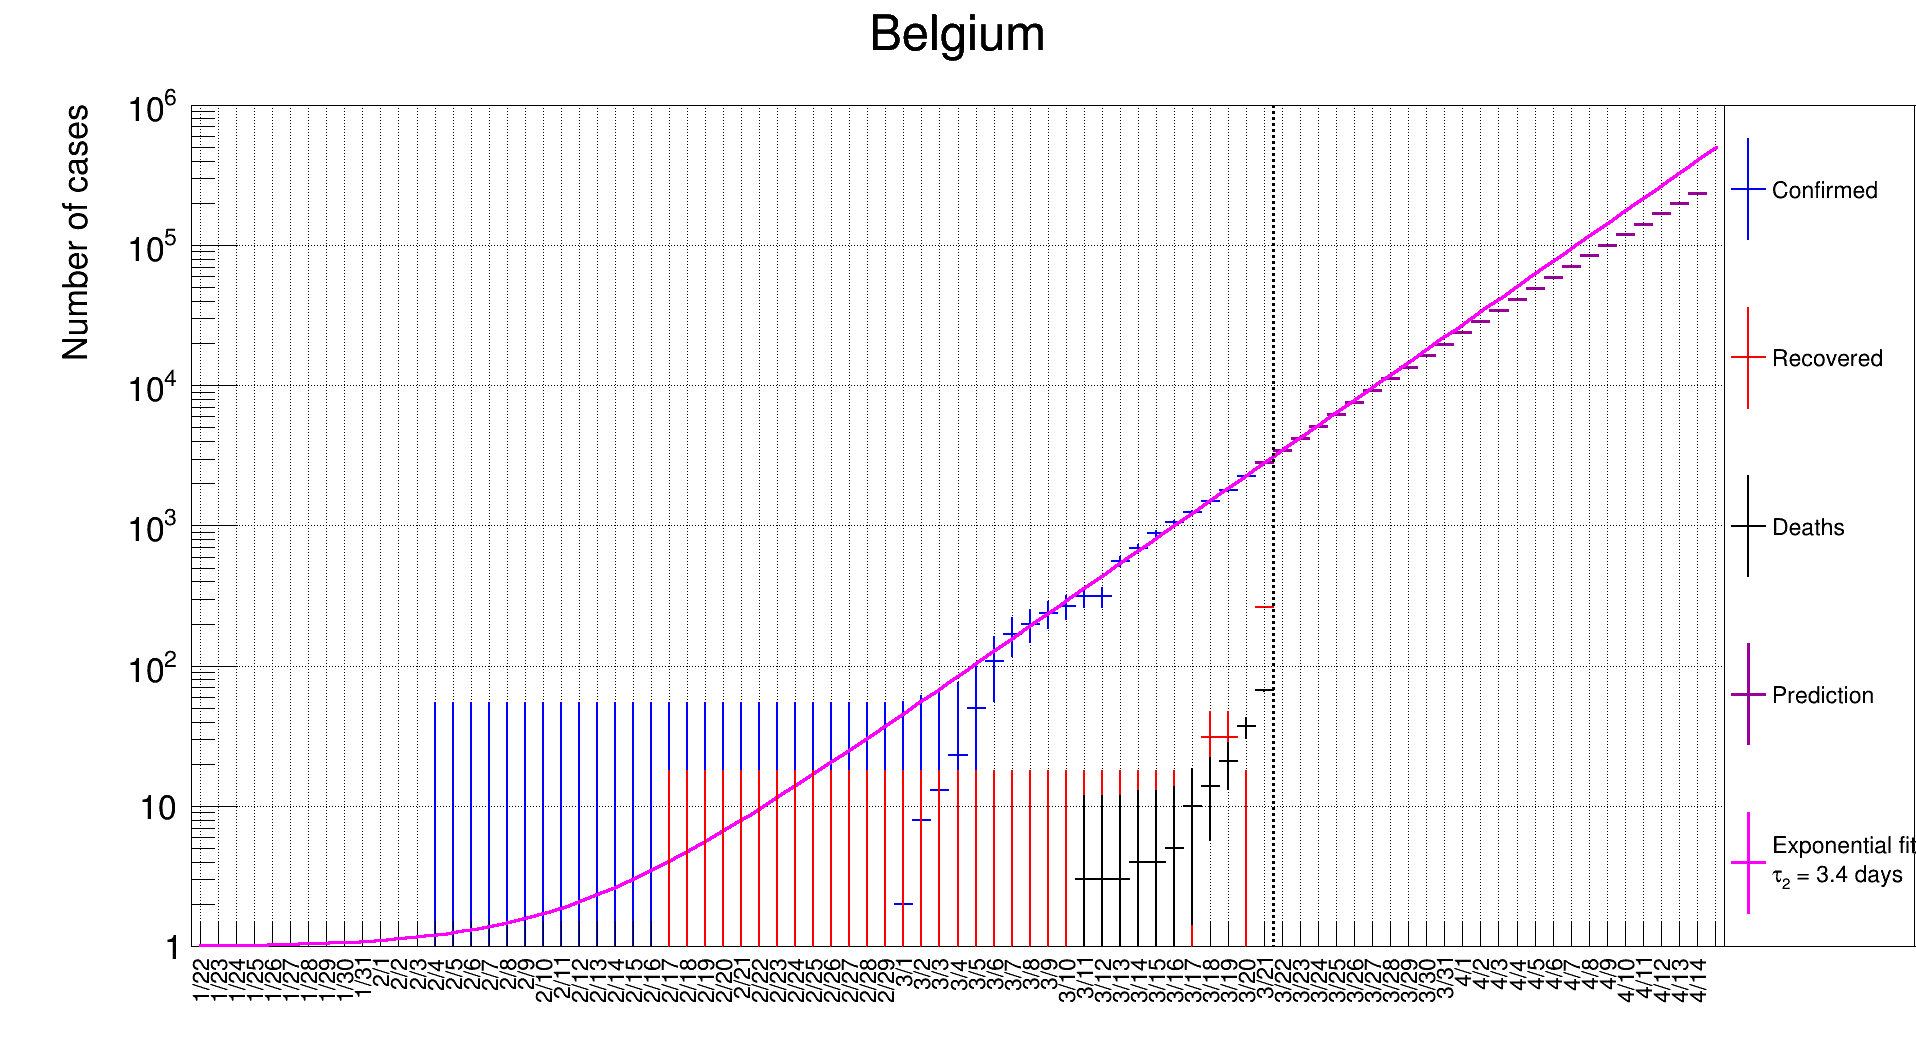 Belgium
Number of cases
10^6
10^5
10^4
10^3
10^2
10
1
1/22 1/23 1/24 1/25 1/26 1/27 1/28 1/29 1/30 1/31 2/1 2/2 2/3 2/4 2/5 2/6 2/7 2/8 2/9 2/10 2/11 2/12 2/13 2/14 2/15 2/16 2/17 2/18 2/19 2/20 2/21 2/22 2/23 2/24 2/25 2/26 2/27 2/28 2/29 3/1 3/2 3/3 3/4 3/5 3/6 3/7 3/8 3/9 3/10 3/11 3/12 3/13 3/14 3/15 3/16 3/17 3/18 3/19 3/20 3/21 3/22 3/23 3/24 3/25 3/26 3/27 3/28 3/29 3/30 3/31 4/1 4/2 4/3 4/4 4/5 4/6 4/7 4/8 4/9 4/10 4/11 4/12 4/13 4/14
Confirmed
Recovered
Deaths
Prediction
Exponential fit
τ₂ = 3.4 days